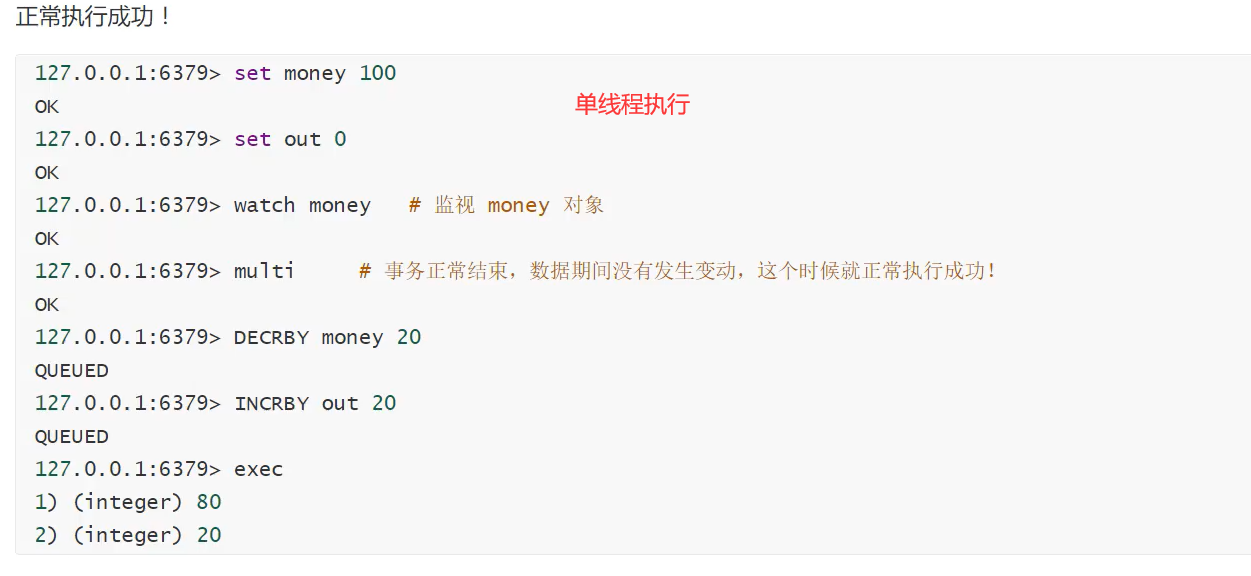 正常执行成功！
127.0.0.1:6379> set money 100
单线程执行
OK
127.0.0.1:6379> set out 0
OK
127.0.0.1:6379> watch money   # 监视 money 对象
OK
127.0.0.1:6379> multi     # 事务正常结束，数据期间没有发生变动，这个时候就正常执行成功！
OK
127.0.0.1:6379> DECRBY money 20
QUEUED
127.0.0.1:6379> INCRBY out 20
QUEUED
127.0.0.1:6379> exec
1) (integer) 80
2) (integer) 20